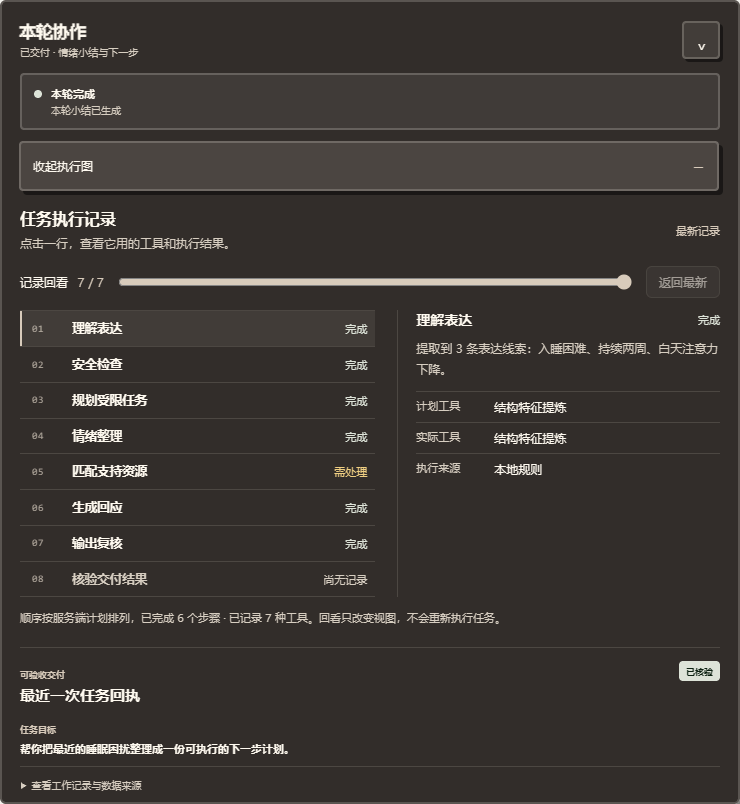 本轮协作
已交付 · 情绪小结与下一步
v
本轮完成
本轮小结已生成
收起执行图
—
任务执行记录
点击一行，查看它用的工具和执行结果。
最新记录
记录回看 7 / 7
返回最新
01 理解表达 完成
02 安全检查 完成
03 规划受限任务 完成
04 情绪整理 完成
05 匹配支持资源 需处理
06 生成回应 完成
07 输出复核 完成
08 核验交付结果 尚无记录
理解表达 完成
提取到 3 条表达线索：入睡困难、持续两周、白天注意力
下降。
计划工具 结构特征提炼
实际工具 结构特征提炼
执行来源 本地规则
顺序按服务端计划排列，已完成 6 个步骤 · 已记录 7 种工具。回看只改变视图，不会重新执行任务。
可验收交付
已核验
最近一次任务回执
任务目标
帮你把最近的睡眠困扰整理成一份可执行的下一步计划。
▶ 查看工作记录与数据来源